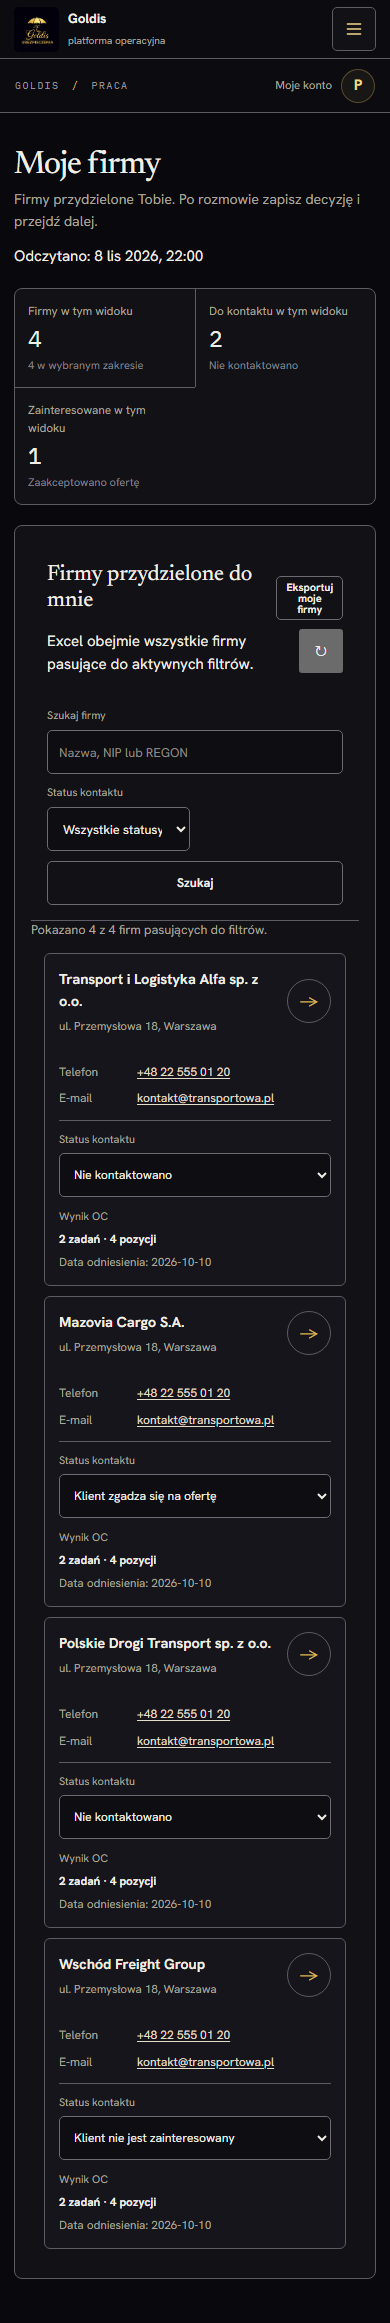 Goldis
Goldis
platforma operacyjna
GOLDIS / PRACA
Moje konto P
Moje firmy
Firmy przydzielone Tobie. Po rozmowie zapisz decyzję i
przejdź dalej.
Odczytano: 8 lis 2026, 22:00
Firmy w tym widoku
4
4 w wybranym zakresie
Do kontaktu w tym widoku
2
Nie kontaktowano
Zainteresowane w tym
widoku
1
Zaakceptowano ofertę
Firmy przydzielone do
mnie
Eksportuj
moje
firmy
Excel obejmie wszystkie firmy
pasujące do aktywnych filtrów.
↻
Szukaj firmy
Nazwa, NIP lub REGON
Status kontaktu
Wszystkie statusy
Szukaj
Pokazano 4 z 4 firm pasujących do filtrów.
Transport i Logistyka Alfa sp. z
o.o.
→
ul. Przemysłowa 18, Warszawa
Telefon +48 22 555 01 20
E-mail kontakt@transportowa.pl
Status kontaktu
Nie kontaktowano
Wynik OC
2 zadań · 4 pozycji
Data odniesienia: 2026-10-10
Mazovia Cargo S.A.
→
ul. Przemysłowa 18, Warszawa
Telefon +48 22 555 01 20
E-mail kontakt@transportowa.pl
Status kontaktu
Klient zgadza się na ofertę
Wynik OC
2 zadań · 4 pozycji
Data odniesienia: 2026-10-10
Polskie Drogi Transport sp. z o.o.
→
ul. Przemysłowa 18, Warszawa
Telefon +48 22 555 01 20
E-mail kontakt@transportowa.pl
Status kontaktu
Nie kontaktowano
Wynik OC
2 zadań · 4 pozycji
Data odniesienia: 2026-10-10
Wschód Freight Group
→
ul. Przemysłowa 18, Warszawa
Telefon +48 22 555 01 20
E-mail kontakt@transportowa.pl
Status kontaktu
Klient nie jest zainteresowany
Wynik OC
2 zadań · 4 pozycji
Data odniesienia: 2026-10-10